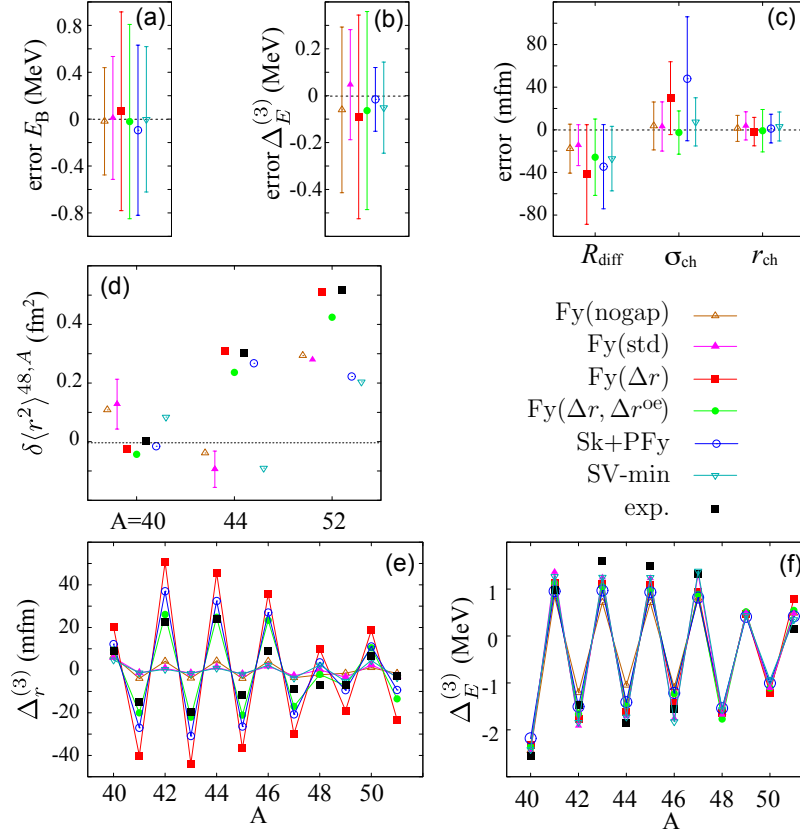 (a)
error E_B (MeV)
0.8
0.4
0
-0.4
-0.8
(b)
error Δ_E^(3) (MeV)
0.2
0
-0.2
-0.4
(c)
error (mfm)
80
40
0
-40
-80
R_diff σ_ch r_ch
(d)
δ⟨r²⟩^48,A (fm²)
0.4
0.2
0
A=40 44 52
Fy(nogap)
Fy(std)
Fy(Δr)
Fy(Δr, Δr^oe)
Sk+PFy
SV-min
exp.
(e)
Δ_r^(3) (mfm)
40
20
0
-20
-40
40 42 44 46 48 50
A
(f)
Δ_E^(3) (MeV)
1
-1
-2
40 42 44 46 48 50
A